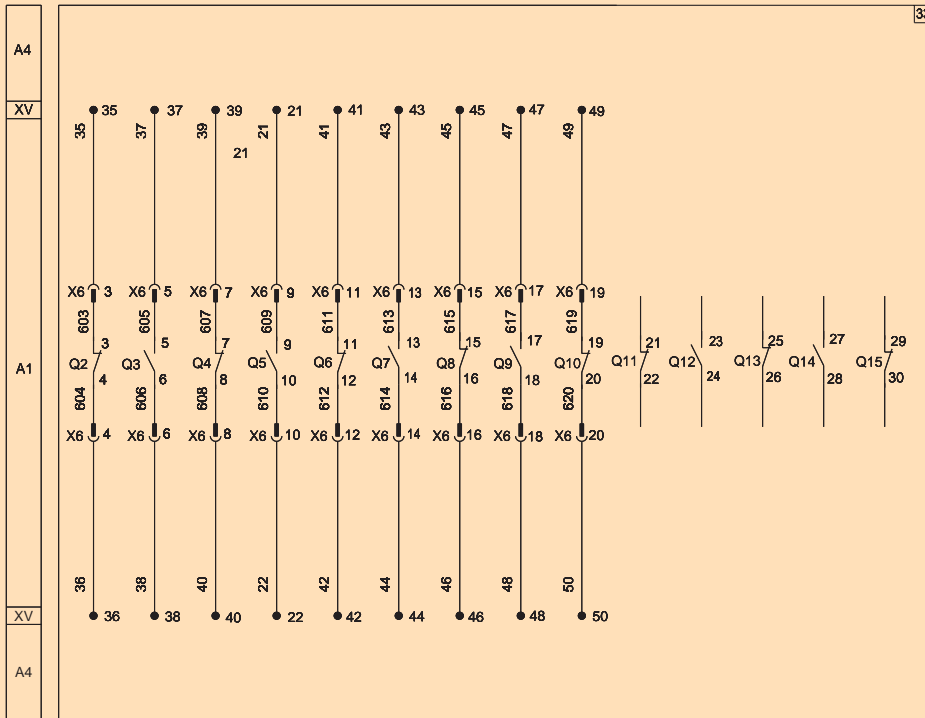 33
A4
XV
35 37 39 21 41 43 45 47 49
35 37 39 21 41 43 45 47 49
21
X6 3 X6 5 X6 7 X6 9 X6 11 X6 13 X6 15 X6 17 X6 19
603 605 607 609 611 613 615 617 619
3 5 7 9 11 13 15 17 19 21 23 25 27 29
A1
Q2 Q3 Q4 Q5 Q6 Q7 Q8 Q9 Q10 Q11 Q12 Q13 Q14 Q15
4 6 8 10 12 14 16 18 20 22 24 26 28 30
604 606 608 610 612 614 616 618 620
X6 4 X6 6 X6 8 X6 10 X6 12 X6 14 X6 16 X6 18 X6 20
36 38 40 22 42 44 46 48 50
XV
36 38 40 22 42 44 46 48 50
A4